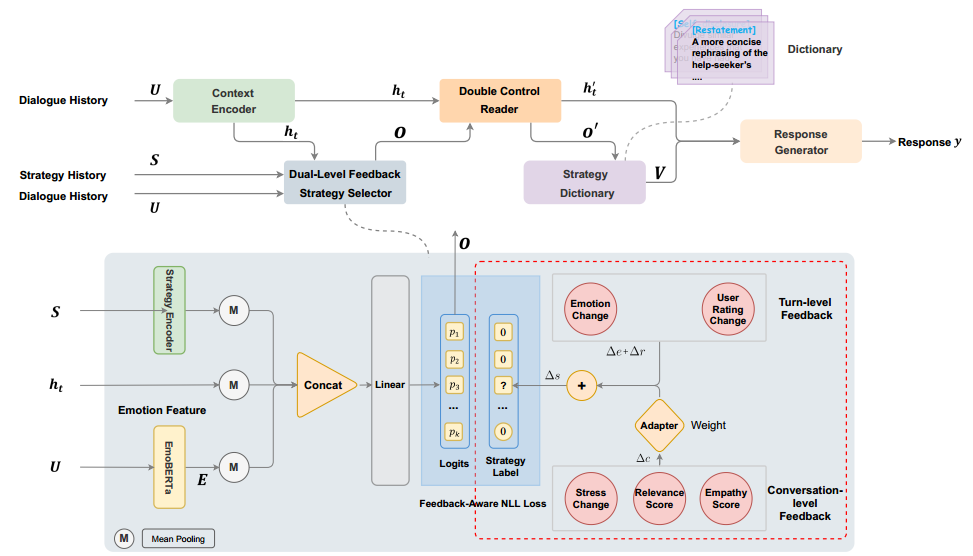 [Restatement]
A more concise
rephrasing of the
help-seeker's
....
Dictionary
Dialogue History
U
Context
Encoder
h_t
Double Control
Reader
h'_t
Response
Generator
Response y
h_t
O
O'
Strategy History
S
Dialogue History
U
Dual-Level Feedback
Strategy Selector
Strategy
Dictionary
V
O
S
Strategy Encoder
M
h_t
M
Emotion Feature
U
EmoBERTa
E
M
Concat
Linear
p_1
p_2
p_3
...
p_k
Logits
0
0
?
...
0
Strategy
Label
Feedback-Aware NLL Loss
Emotion
Change
User
Rating
Change
Turn-level
Feedback
Δe+Δr
Δs
+
Adapter
Weight
Δc
Stress
Change
Relevance
Score
Empathy
Score
Conversation-
level
Feedback
M
Mean Pooling